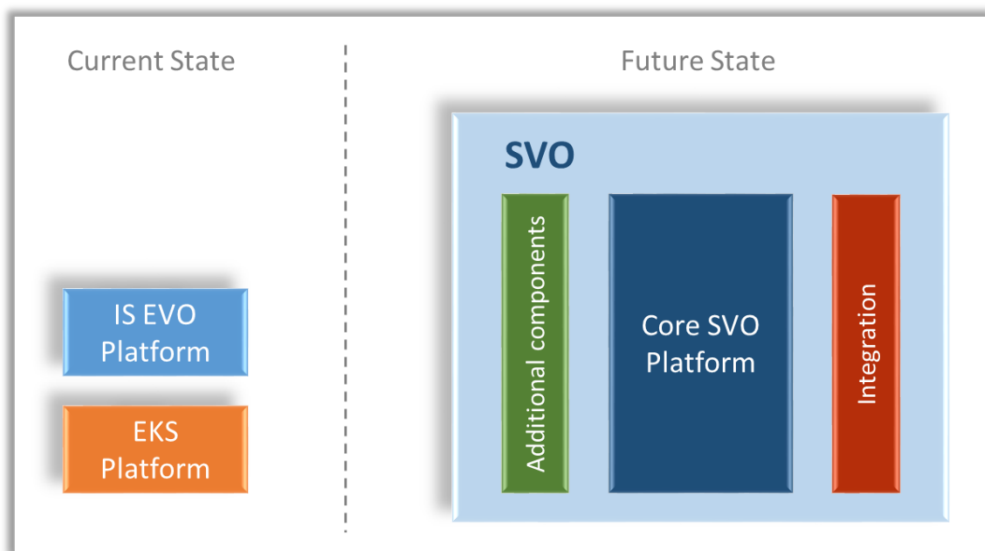 Current State
Future State
SVO
IS EVO
Platform
EKS
Platform
Additional components
Core SVO
Platform
Integration